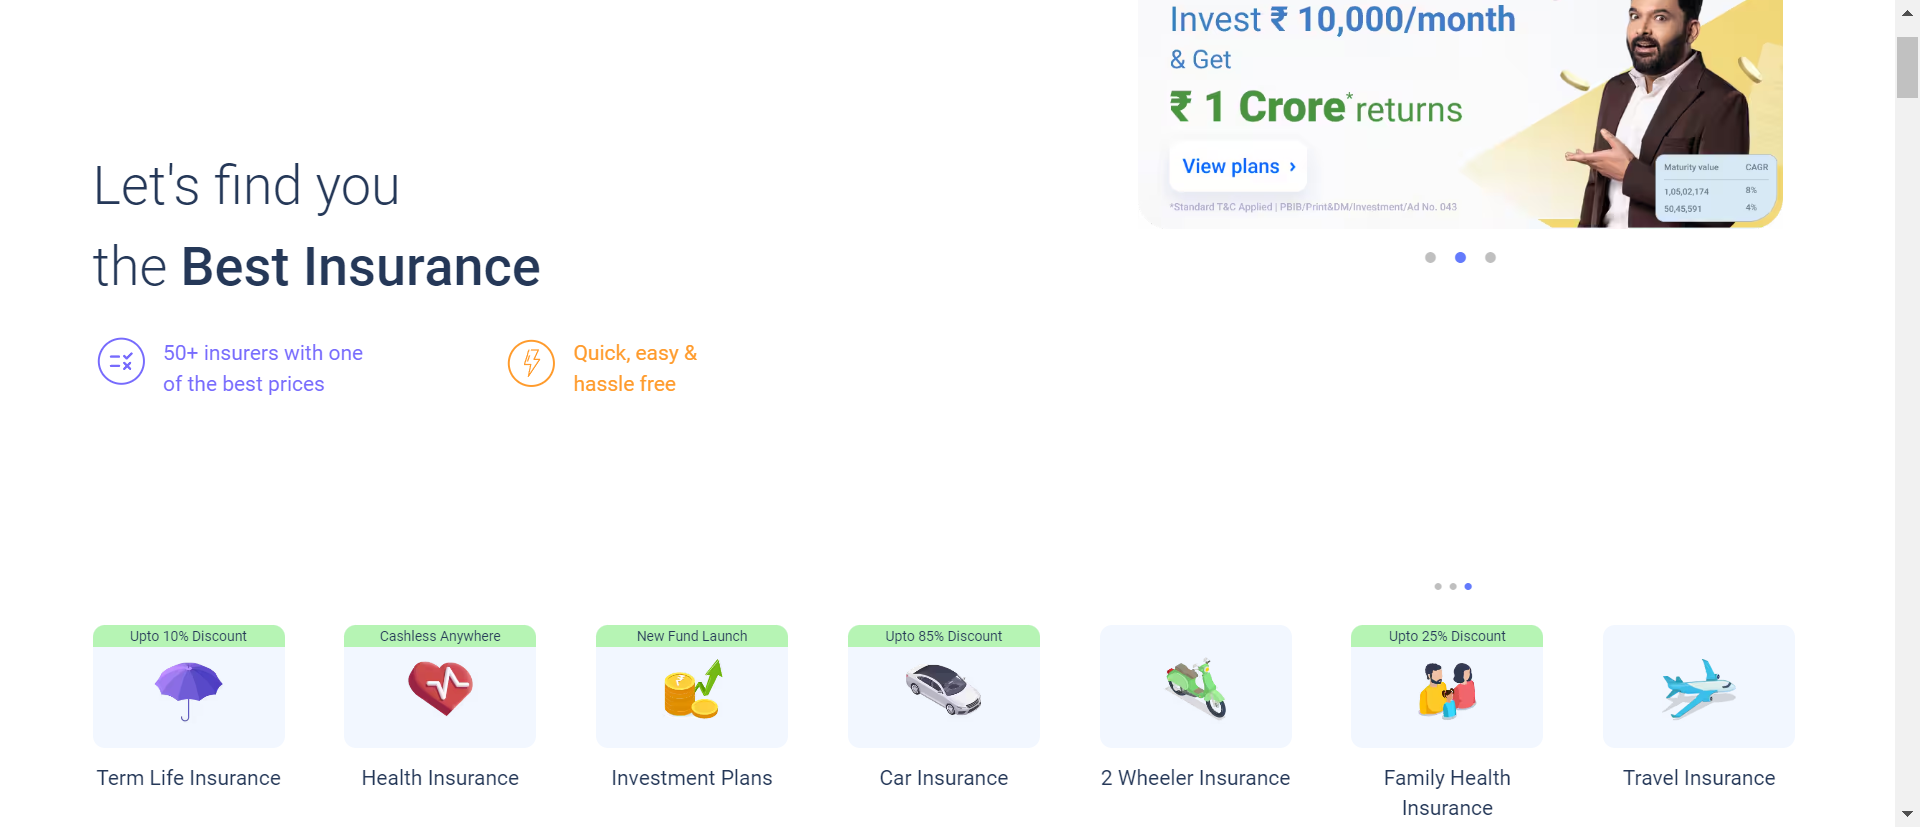 Invest ₹ 10,000/month
& Get
₹ 1 Crore* returns
View plans ›
*Standard T&C Applied | PBIB/Print&DM/Investment/Ad No. 043
Maturity value CAGR
1,05,02,174 8%
50,45,591 4%
Let's find you
the Best Insurance
50+ insurers with one
of the best prices
Quick, easy &
hassle free
Upto 10% Discount
Term Life Insurance
Cashless Anywhere
Health Insurance
New Fund Launch
Investment Plans
Upto 85% Discount
Car Insurance
2 Wheeler Insurance
Upto 25% Discount
Family Health
Insurance
Travel Insurance